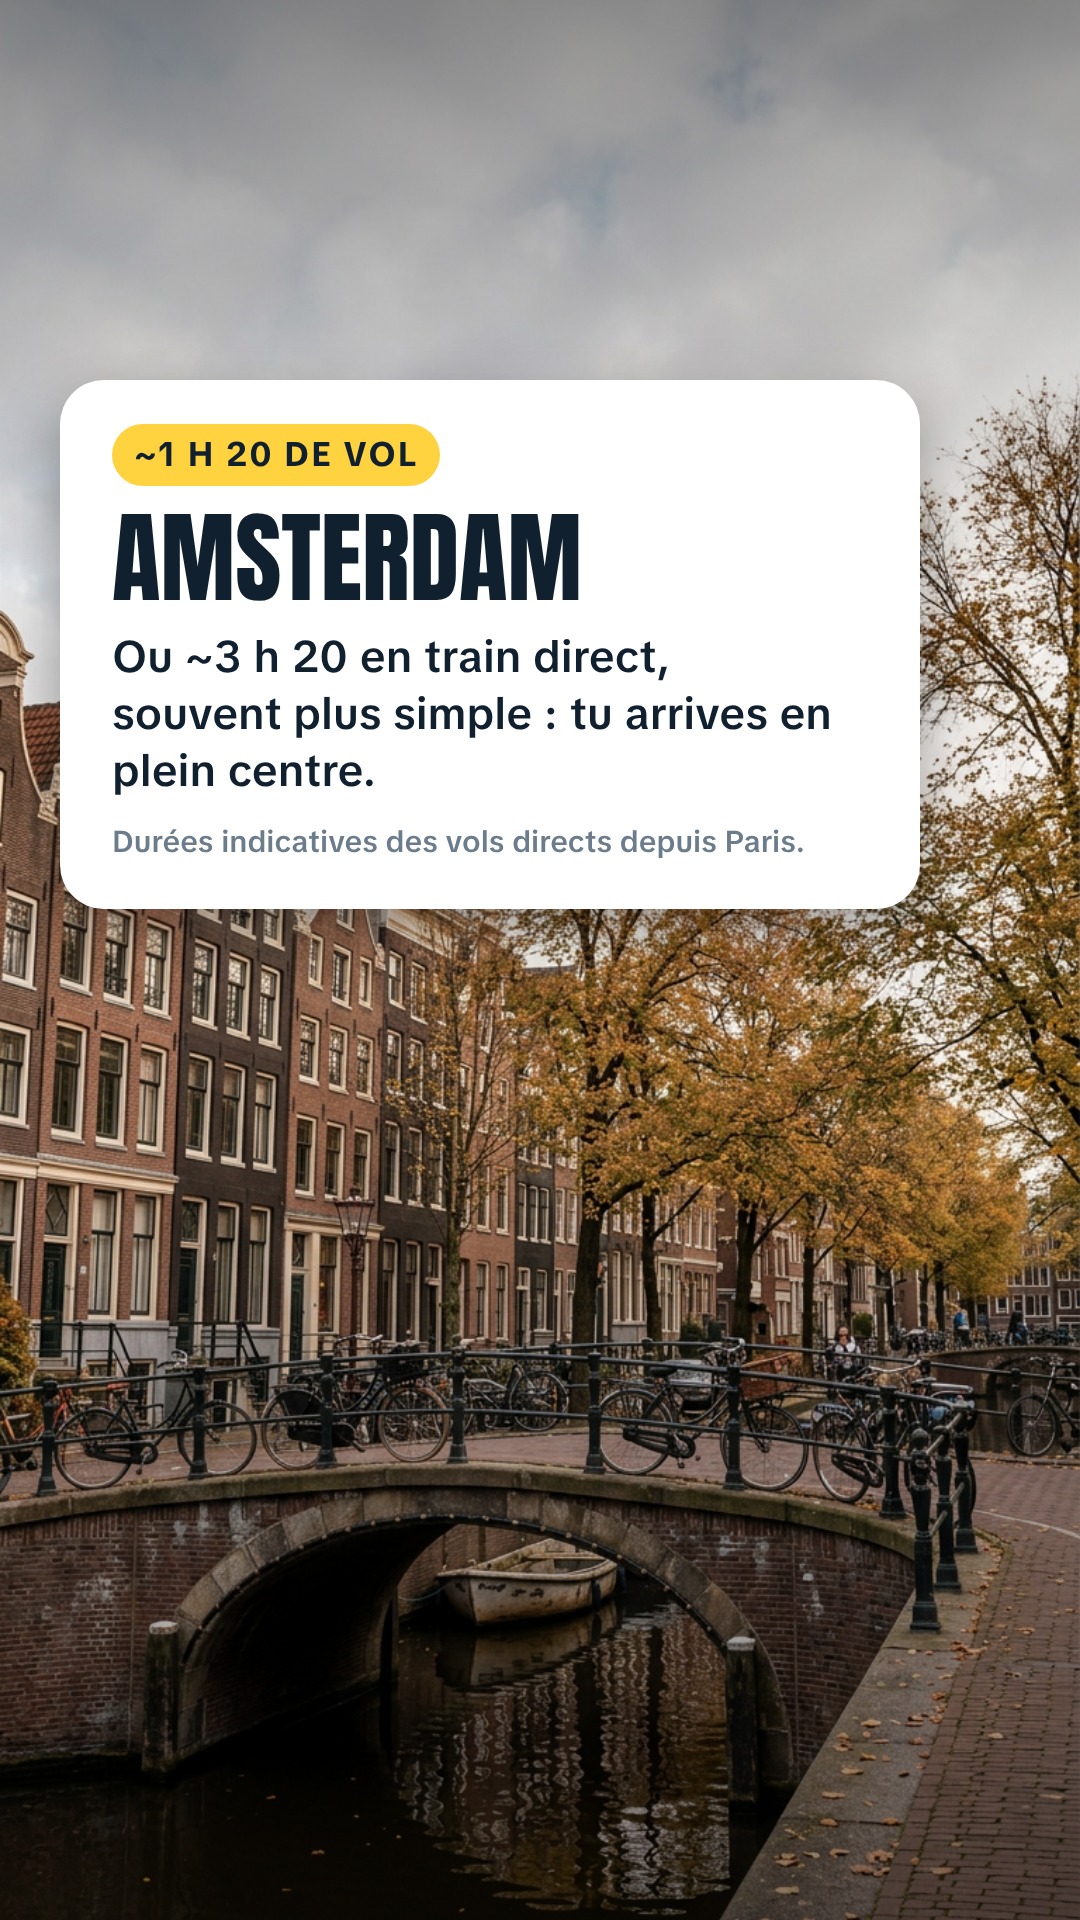 ~1 H 20 DE VOL
AMSTERDAM
Ou ~3 h 20 en train direct,
souvent plus simple : tu arrives en
plein centre.
Durées indicatives des vols directs depuis Paris.